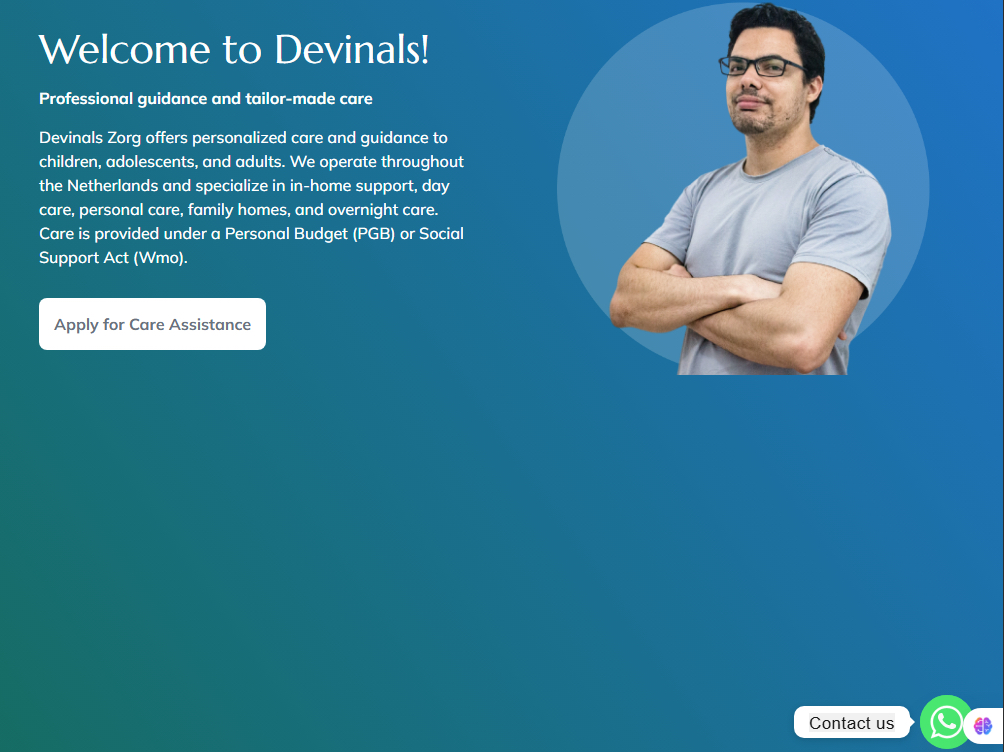 Welcome to Devinals!
Professional guidance and tailor-made care
Devinals Zorg offers personalized care and guidance to
children, adolescents, and adults. We operate throughout
the Netherlands and specialize in in-home support, day
care, personal care, family homes, and overnight care.
Care is provided under a Personal Budget (PGB) or Social
Support Act (Wmo).
Apply for Care Assistance
Contact us